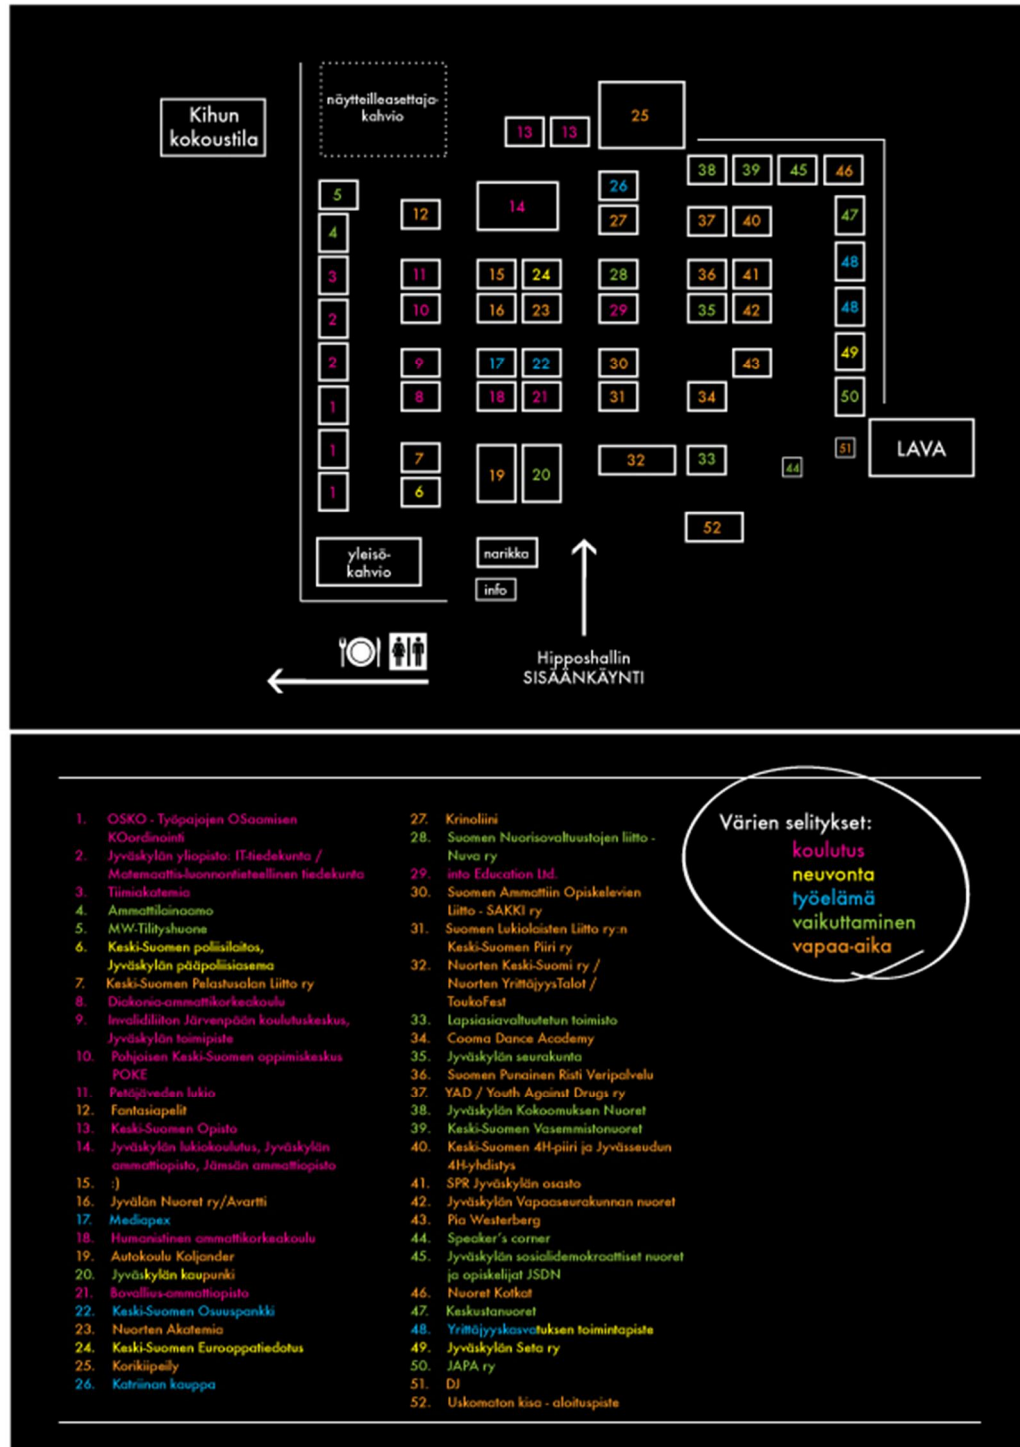 Kihun
kokoustila
näytteilleasettaja-
kahvio
25
13 13
38 39 45 46
26
5
12
14
27
37 40
47
4
3
11
15 24
28
36 41
48
2
10
16 23
29
35 42
48
2
9
17 22
30
43
49
1
8
18 21
31
34
50
1
7
19 20
32
33
44
51
LAVA
1
6
52
yleisö-
kahvio
narikka
info
Hipposhallin
SISÄÄNKÄYNTI
1. OSKO - Työpajojen OSaamisen
KOordinointi
2. Jyväskylän yliopisto: IT-tiedekunta /
Matemaattis-luonnontieteellinen tiedekunta
3. Tiimiakatemia
4. Ammattilainaamo
5. MW-Tilityshuone
6. Keski-Suomen poliisilaitos,
Jyväskylän pääpoliisiasema
7. Keski-Suomen Pelastusalan Liitto ry
8. Diakonia-ammattikorkeakoulu
9. Invalidiliiton Järvenpään koulutuskeskus,
Jyväskylän toimipiste
10. Pohjoisen Keski-Suomen oppimiskeskus
POKE
11. Petäjäveden lukio
12. Fantasiapelit
13. Keski-Suomen Opisto
14. Jyväskylän lukiokoulutus, Jyväskylän
ammattiopisto, Jämsän ammattiopisto
15. :)
16. Jyvälän Nuoret ry/Avartti
17. Mediapex
18. Humanistinen ammattikorkeakoulu
19. Autokoulu Koljander
20. Jyväskylän kaupunki
21. Bovallius-ammattiopisto
22. Keski-Suomen Osuuspankki
23. Nuorten Akatemia
24. Keski-Suomen Eurooppatiedotus
25. Korikiipeily
26. Katriinan kauppa
27. Krinoliini
28. Suomen Nuorisovaltuustojen liitto -
Nuva ry
29. into Education Ltd.
30. Suomen Ammattiin Opiskelevien
Liitto - SAKKI ry
31. Suomen Lukiolaisten Liitto ry:n
Keski-Suomen Piiri ry
32. Nuorten Keski-Suomi ry /
Nuorten YrittäjyysTalot /
ToukoFest
33. Lapsiasiavaltuutetun toimisto
34. Cooma Dance Academy
35. Jyväskylän seurakunta
36. Suomen Punainen Risti Veripalvelu
37. YAD / Youth Against Drugs ry
38. Jyväskylän Kokoomuksen Nuoret
39. Keski-Suomen Vasemmistonuoret
40. Keski-Suomen 4H-piiri ja Jyvässeudun
4H-yhdistys
41. SPR Jyväskylän osasto
42. Jyväskylän Vapaaseurakunnan nuoret
43. Pia Westerberg
44. Speaker's corner
45. Jyväskylän sosialidemokraattiset nuoret
ja opiskelijat JSDN
46. Nuoret Kotkat
47. Keskustanuoret
48. Yrittäjyyskasvatuksen toimintapiste
49. Jyväskylän Seta ry
50. JAPA ry
51. DJ
52. Uskomaton kisa - aloituspiste
Värien selitykset:
koulutus
neuvonta
työelämä
vaikuttaminen
vapaa-aika